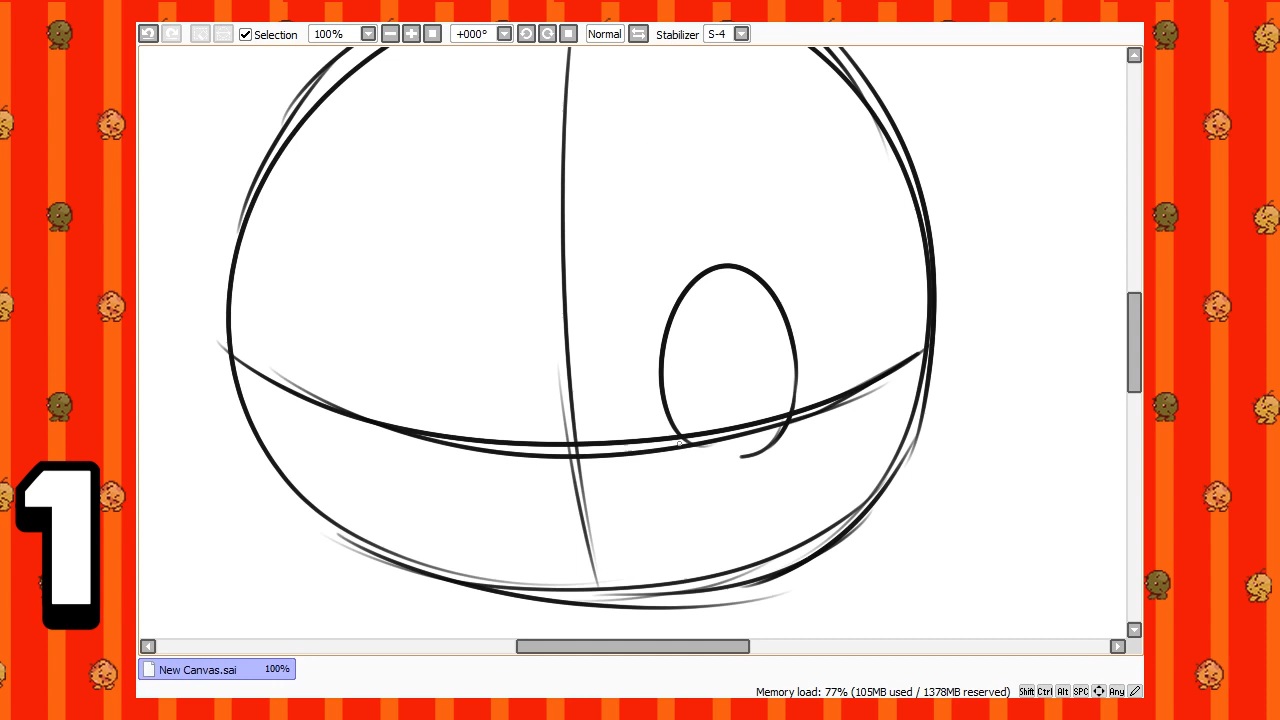 Selection 100% +000° Normal Stabilizer S-4
1
New Canvas.sai 100%
Memory load: 77% (105MB used / 1378MB reserved) Shift Ctrl Alt SPC Any